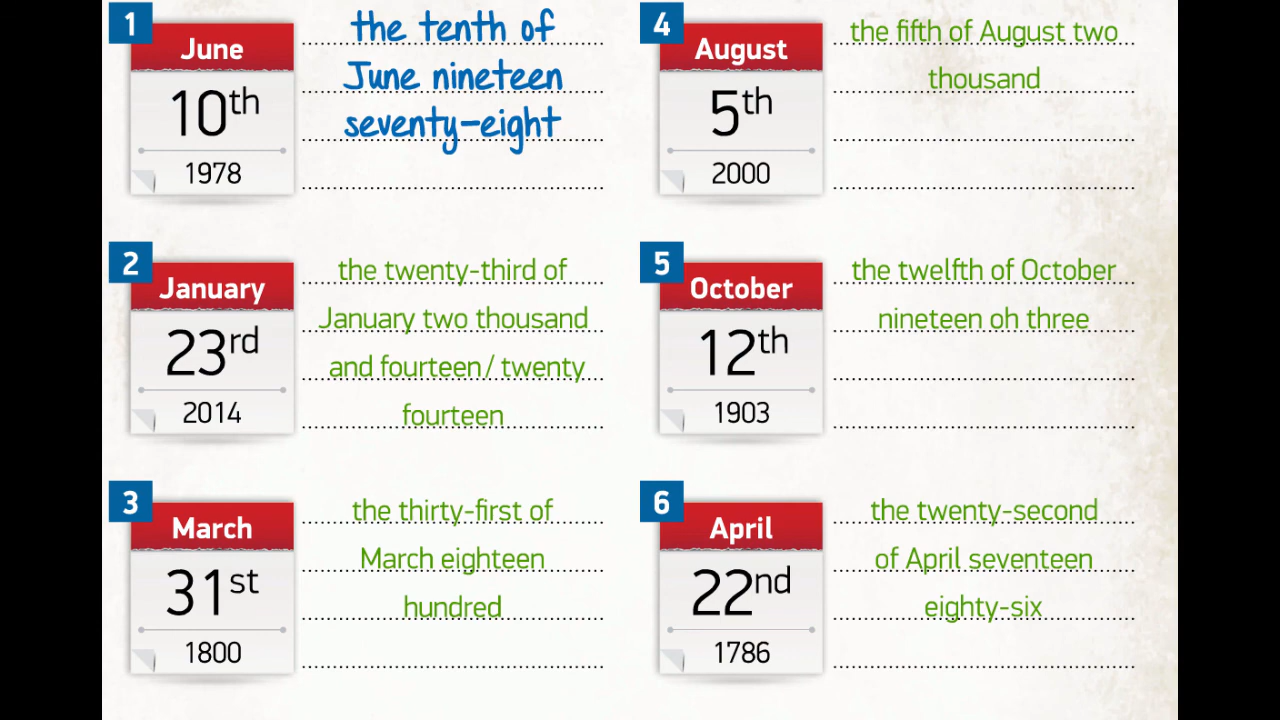 1
June
10th
1978
the tenth of
June nineteen
seventy-eight
2
January
23rd
2014
the twenty-third of
January two thousand
and fourteen / twenty
fourteen
3
March
31st
1800
the thirty-first of
March eighteen
hundred
4
August
5th
2000
the fifth of August two
thousand
5
October
12th
1903
the twelfth of October
nineteen oh three
6
April
22nd
1786
the twenty-second
of April seventeen
eighty-six